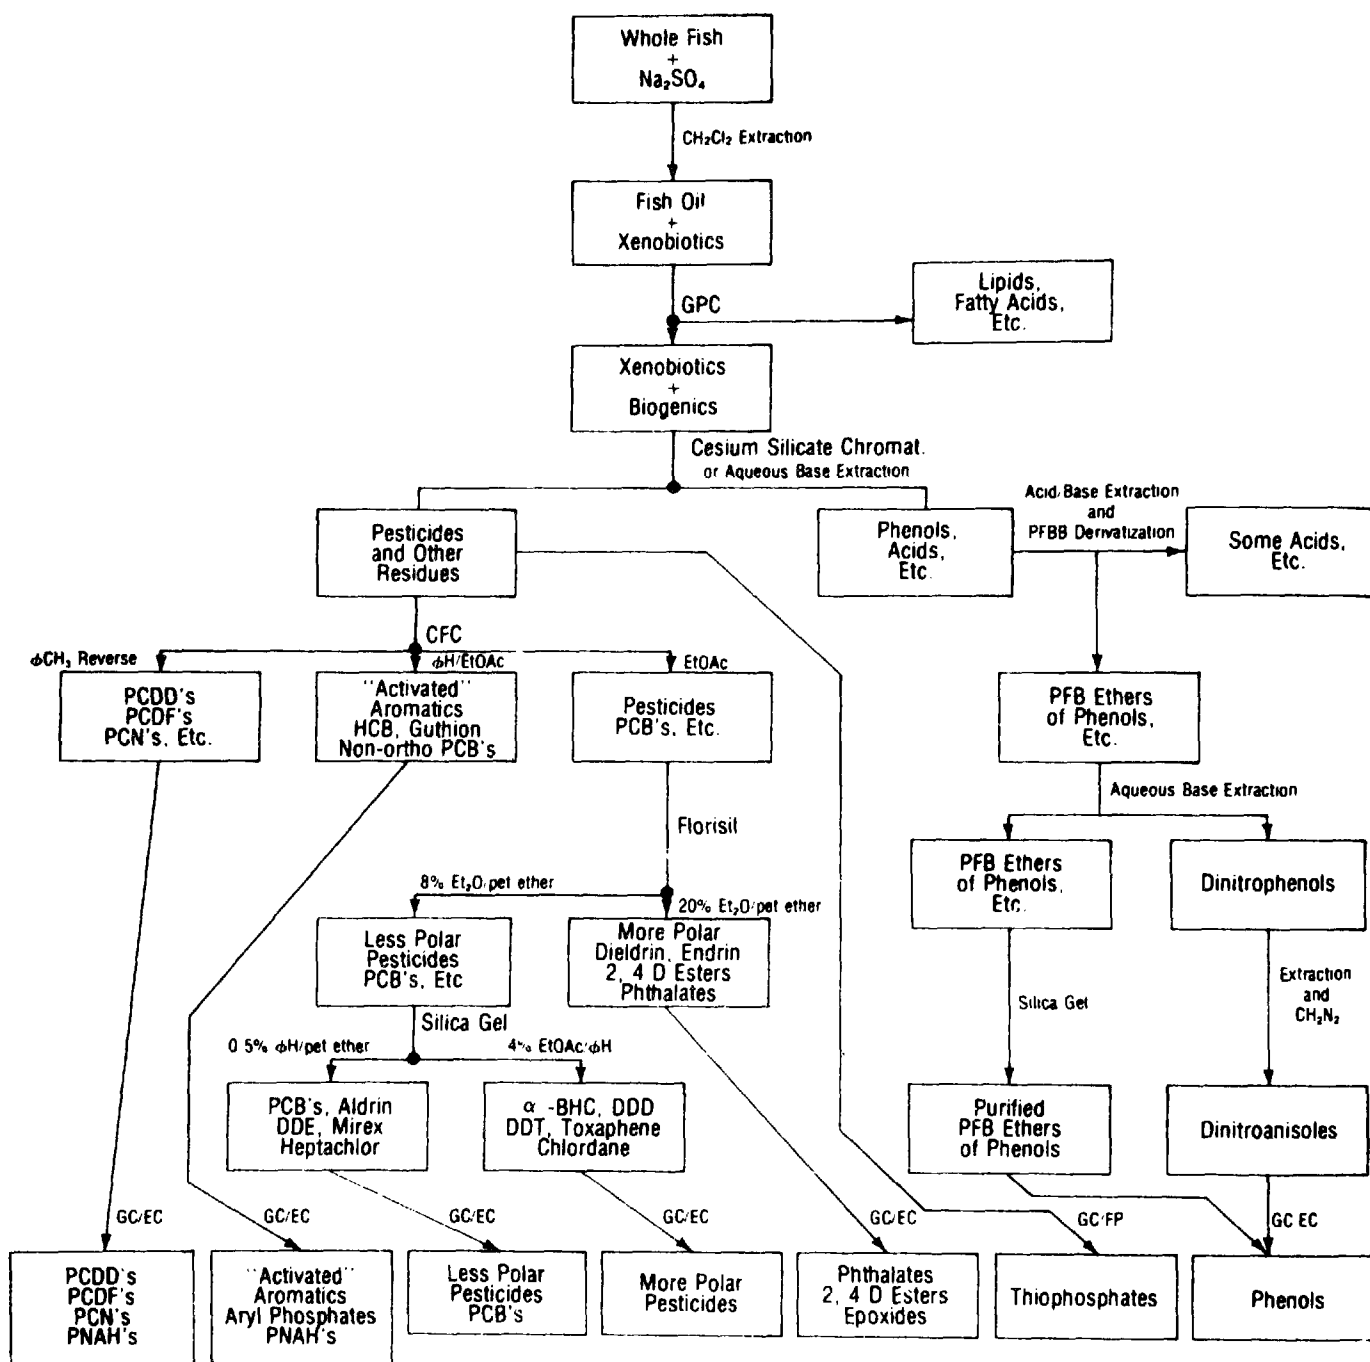 Whole Fish
+
Na₂SO₄
CH₂Cl₂ Extraction
Fish Oil
+
Xenobiotics
GPC
Lipids,
Fatty Acids,
Etc.
Xenobiotics
+
Biogenics
Cesium Silicate Chromat.
or Aqueous Base Extraction
Pesticides
and Other
Residues
Phenols,
Acids,
Etc.
Acid/Base Extraction
and
PFBB Derivatization
Some Acids,
Etc.
CFC
ϕCH₃ Reverse
ϕH/EtOAc
EtOAc
PCDD's
PCDF's
PCN's, Etc.
"Activated"
Aromatics
HCB, Guthion
Non-ortho PCB's
Pesticides
PCB's, Etc.
PFB Ethers
of Phenols,
Etc.
Aqueous Base Extraction
Florisil
8% Et₂O/pet ether
20% Et₂O/pet ether
PFB Ethers
of Phenols,
Etc.
Dinitrophenols
Less Polar
Pesticides
PCB's, Etc
More Polar
Dieldrin, Endrin
2, 4 D Esters
Phthalates
Silica Gel
Extraction
and
CH₂N₂
Silica Gel
0.5% ϕH/pet ether
4% EtOAc/ϕH
PCB's, Aldrin
DDE, Mirex
Heptachlor
α -BHC, DDD
DDT, Toxaphene
Chlordane
Purified
PFB Ethers
of Phenols
Dinitroanisoles
GC/EC
GC/EC
GC/EC
GC/EC
GC/EC
GC/FP
GC EC
PCDD's
PCDF's
PCN's
PNAH's
"Activated"
Aromatics
Aryl Phosphates
PNAH's
Less Polar
Pesticides
PCB's
More Polar
Pesticides
Phthalates
2, 4 D Esters
Epoxides
Thiophosphates
Phenols